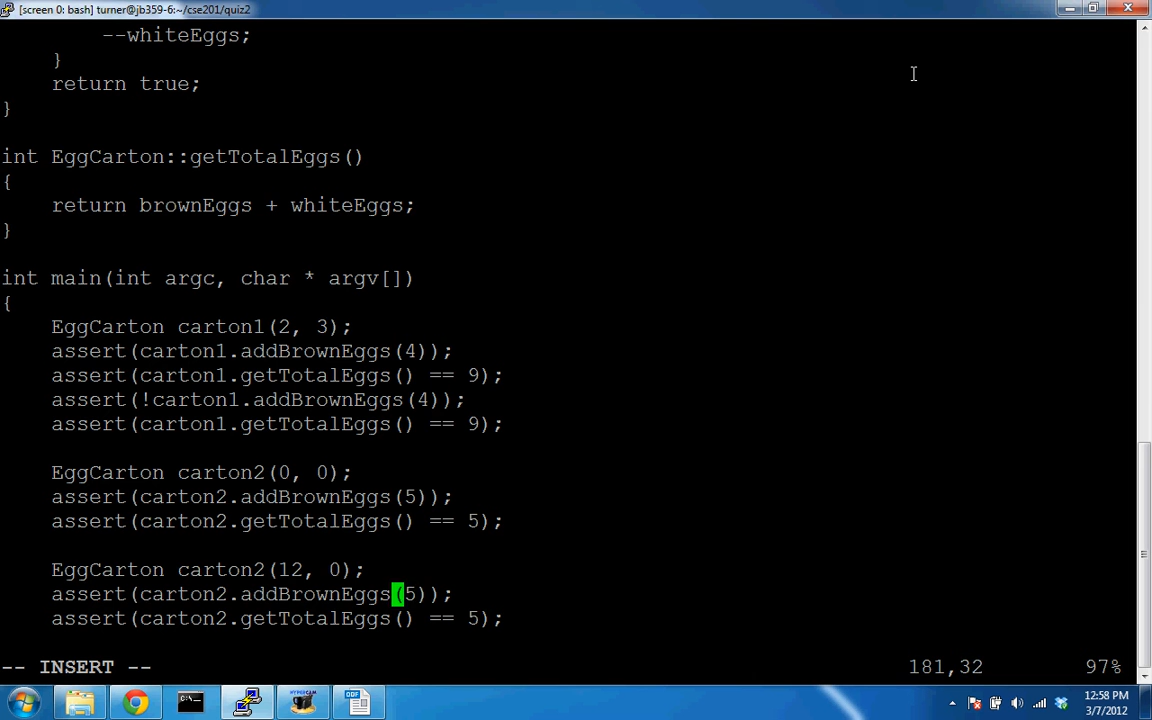 [screen 0: bash] turner@jb359-6:~/cse201/quiz2
--whiteEggs;
}
return true;
}
int EggCarton::getTotalEggs()
{
return brownEggs + whiteEggs;
}
int main(int argc, char * argv[])
{
EggCarton carton1(2, 3);
assert(carton1.addBrownEggs(4));
assert(carton1.getTotalEggs() == 9);
assert(!carton1.addBrownEggs(4));
assert(carton1.getTotalEggs() == 9);
EggCarton carton2(0, 0);
assert(carton2.addBrownEggs(5));
assert(carton2.getTotalEggs() == 5);
EggCarton carton2(12, 0);
assert(carton2.addBrownEggs(5));
assert(carton2.getTotalEggs() == 5);
-- INSERT -- 181,32 97%
HYPERCAM
ODF
12:58 PM
3/7/2012